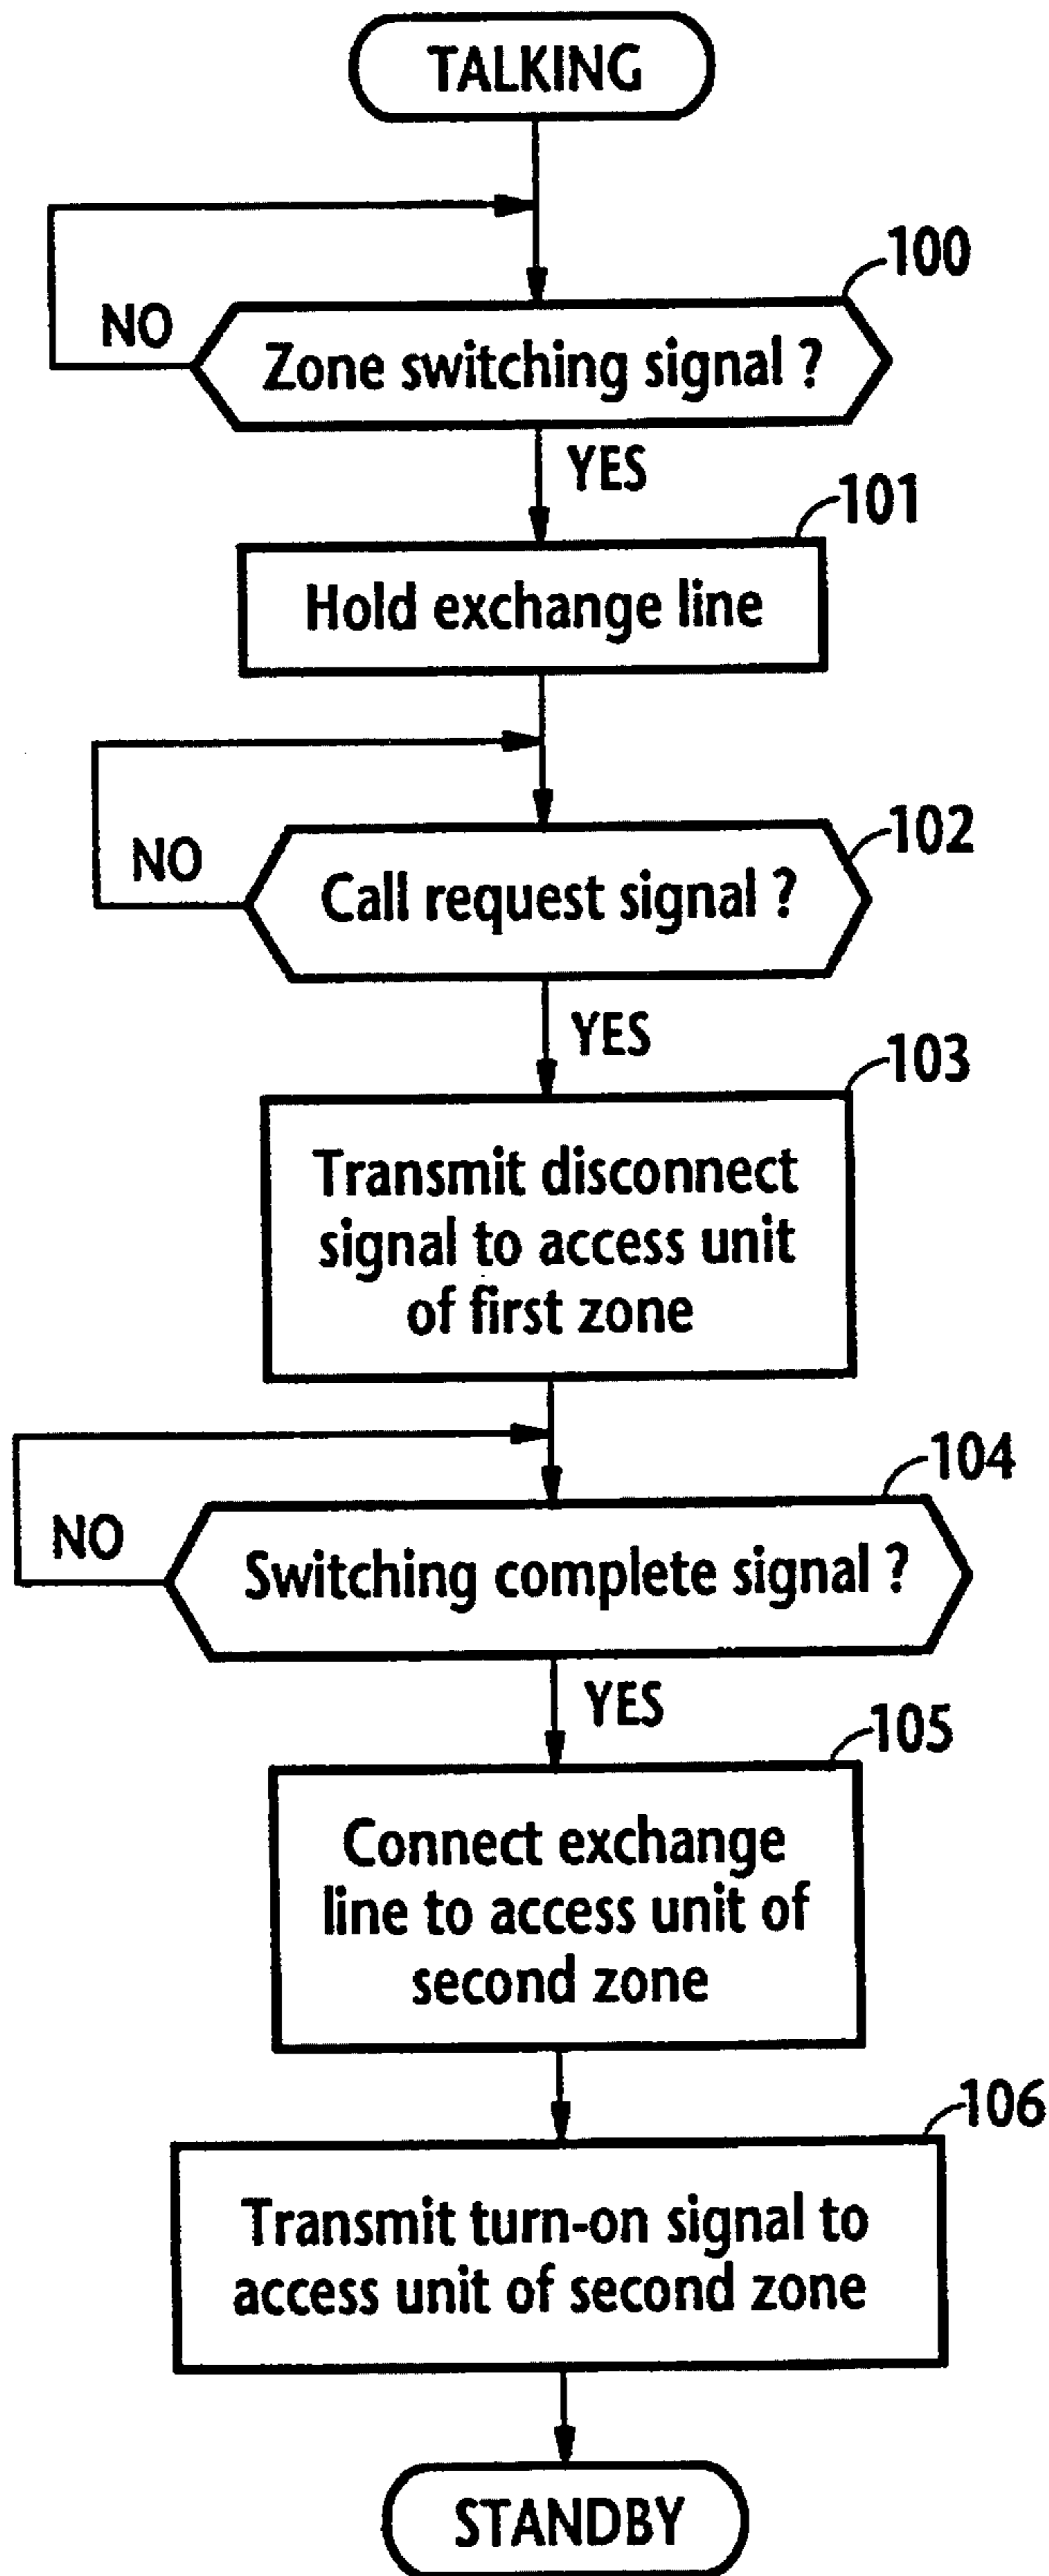 TALKING
100
NO
Zone switching signal ?
YES
101
Hold exchange line
102
NO
Call request signal ?
YES
103
Transmit disconnect
signal to access unit
of first zone
104
NO
Switching complete signal ?
YES
105
Connect exchange
line to access unit of
second zone
106
Transmit turn-on signal to
access unit of second zone
STANDBY